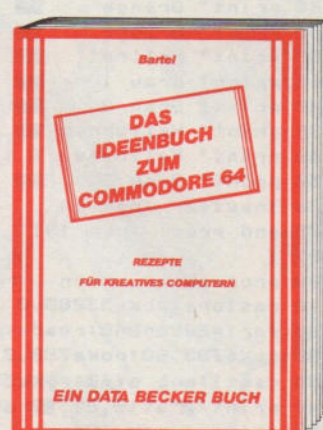 Bartel
DAS
IDEENBUCH
ZUM
COMMODORE 64
REZEPTE
FÜR KREATIVES COMPUTERN
EIN DATA BECKER BUCH